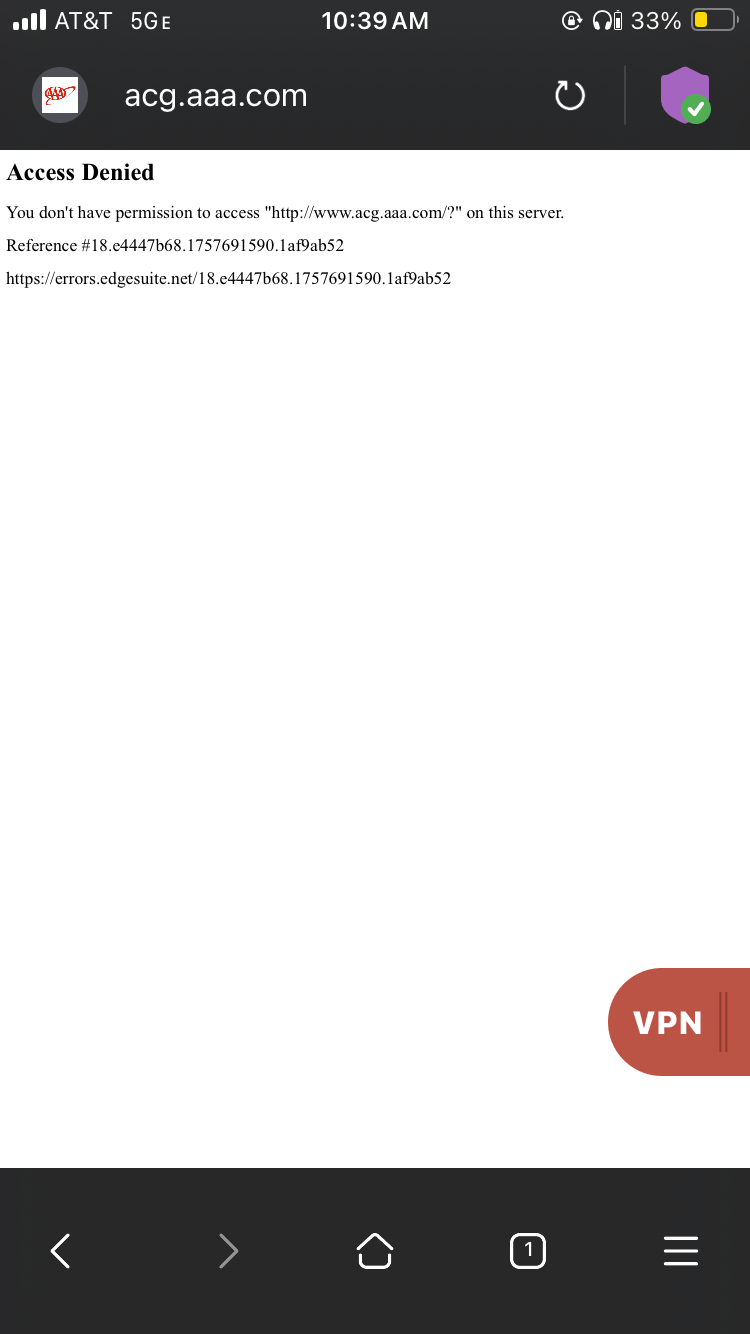 AT&T 5GE 10:39 AM 33%
AAA acg.aaa.com
Access Denied
You don't have permission to access "http://www.acg.aaa.com/?" on this server.
Reference #18.e4447b68.1757691590.1af9ab52
https://errors.edgesuite.net/18.e4447b68.1757691590.1af9ab52
VPN
1